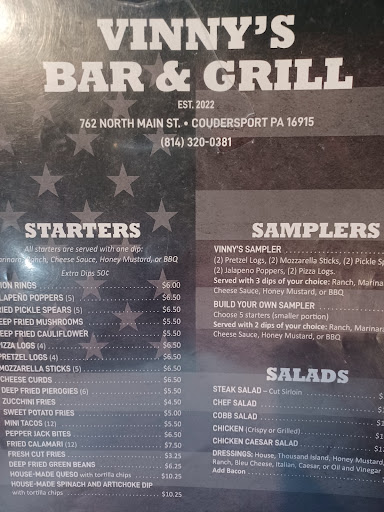 VINNY'S
BAR & GRILL
EST. 2022
762 NORTH MAIN ST. • COUDERSPORT PA 16915
(814) 320-0381
STARTERS
All starters are served with one dip:
Ranch, Cheese Sauce, Honey Mustard, or BBQ
Extra Dips 50¢
RINGS $6.00
POPPERS (5) $6.50
PICKLE SPEARS (5) $6.50
FRIED MUSHROOMS $5.50
FRIED CAULIFLOWER $5.50
LOGS (4) $6.50
PRETZEL LOGS (4) $6.50
MOZZARELLA STICKS (5) $6.50
CHEESE CURDS $6.50
DEEP FRIED PIEROGIES (6) $5.50
ZUCCHINI FRIES $4.50
SWEET POTATO FRIES $5.00
MINI TACOS (12) $5.50
PEPPER JACK BITES $6.50
FRIED CALAMARI (12) $7.50
FRESH CUT FRIES $3.25
DEEP FRIED GREEN BEANS $6.25
HOUSE-MADE QUESO with tortilla chips $10.25
HOUSE-MADE SPINACH AND ARTICHOKE DIP
with tortilla chips $10.25
SAMPLERS
VINNY'S SAMPLER
(2) Pretzel Logs, (2) Mozzarella Sticks, (2) Pickle
(2) Jalapeno Poppers, (2) Pizza Logs.
Served with 3 dips of your choice: Ranch,
Cheese Sauce, Honey Mustard, or BBQ
BUILD YOUR OWN SAMPLER
Choose 5 starters (smaller portion)
Served with 2 dips of your choice: Ranch,
Cheese Sauce, Honey Mustard, or BBQ
SALADS
STEAK SALAD – Cut Sirloin
CHEF SALAD
COBB SALAD
CHICKEN (Crispy or Grilled)
CHICKEN CAESAR SALAD
DRESSINGS: House, Thousand Island, Honey Mustard,
Ranch, Bleu Cheese, Italian, Caesar, or Oil and Vinegar
Add Bacon